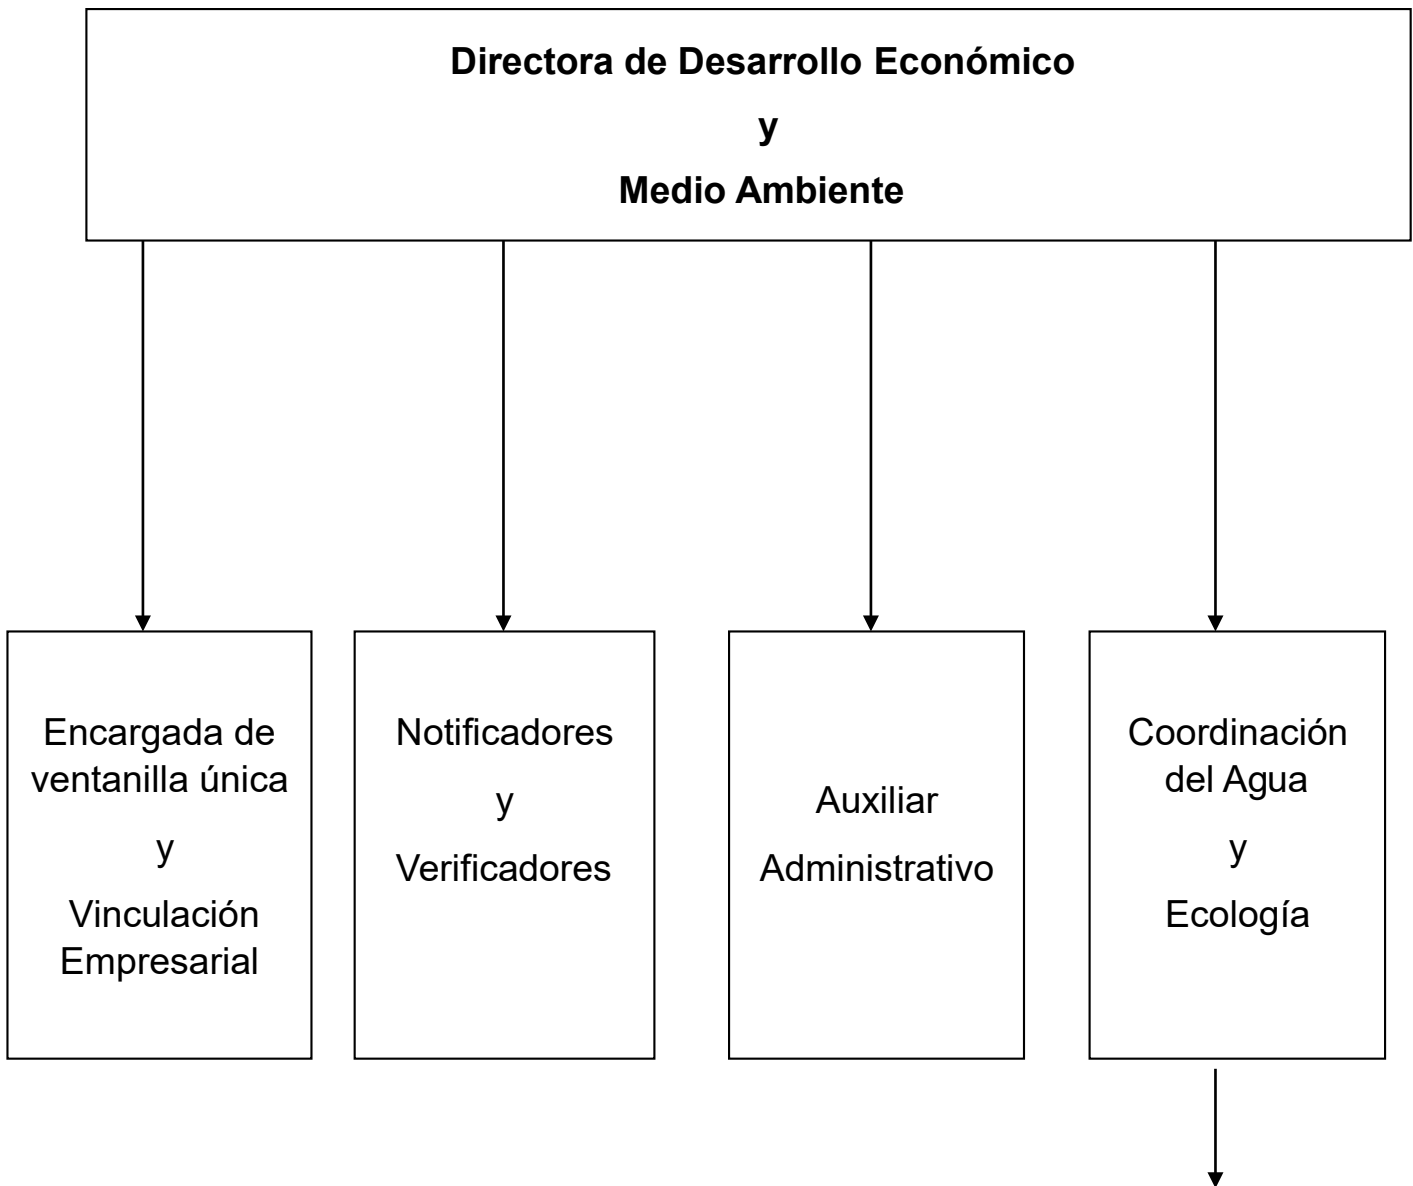 Directora de Desarrollo Económico
y
Medio Ambiente
Encargada de
ventanilla única
y
Vinculación
Empresarial
Notificadores
y
Verificadores
Auxiliar
Administrativo
Coordinación
del Agua
y
Ecología